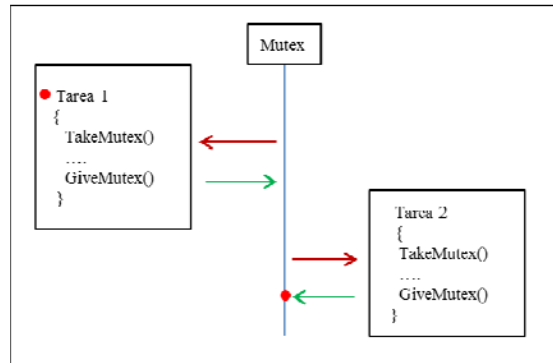 Mutex
Tarea 1
{
TakeMutex()
....
GiveMutex()
}
Tarea 2
{
TakeMutex()
....
GiveMutex()
}